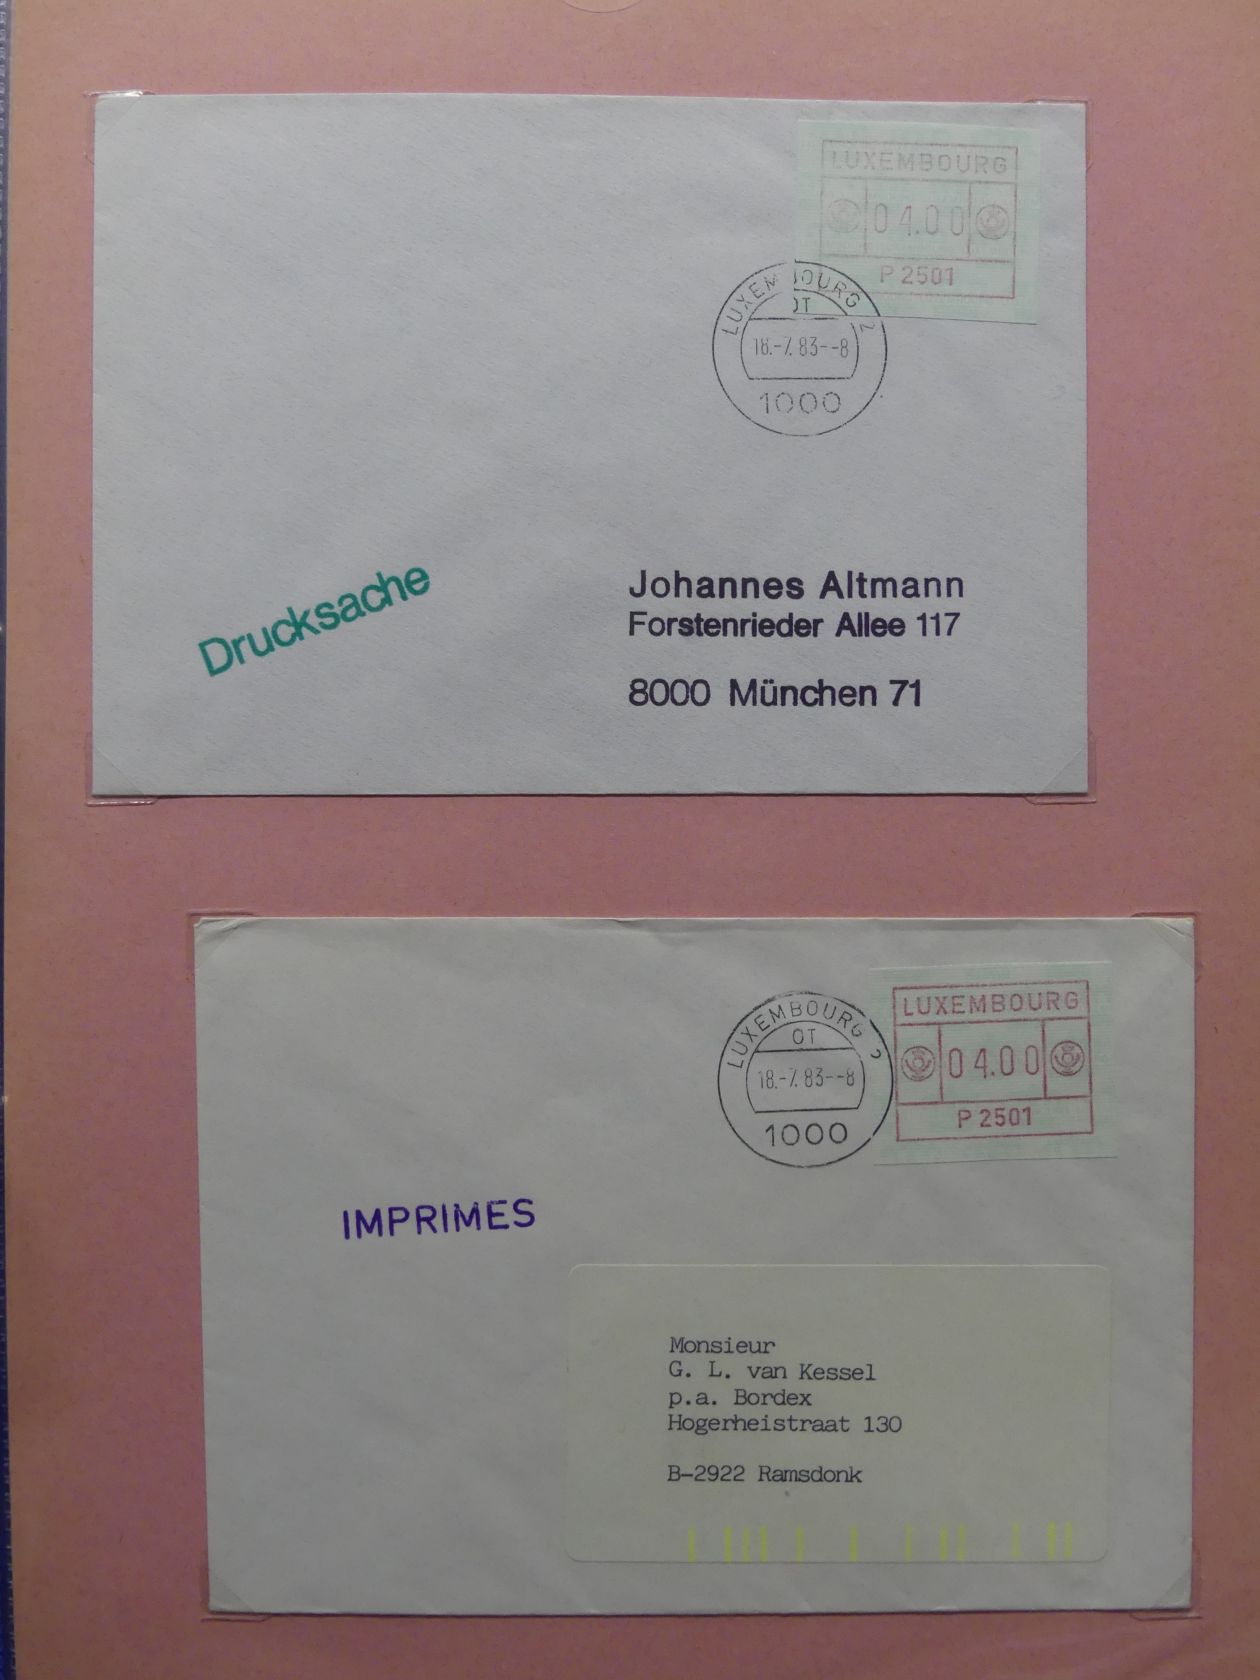 LUXEMBOURG
04.00
P 2501
LUXEMBOURG 2
OT
18.-7.83--8
1000
Drucksache
Johannes Altmann
Forstenrieder Allee 117
8000 München 71
LUXEMBOURG
04.00
P 2501
LUXEMBOURG 2
OT
18.-7.83--8
1000
IMPRIMES
Monsieur
G. L. van Kessel
p.a. Bordex
Hogerheistraat 130
B-2922 Ramsdonk